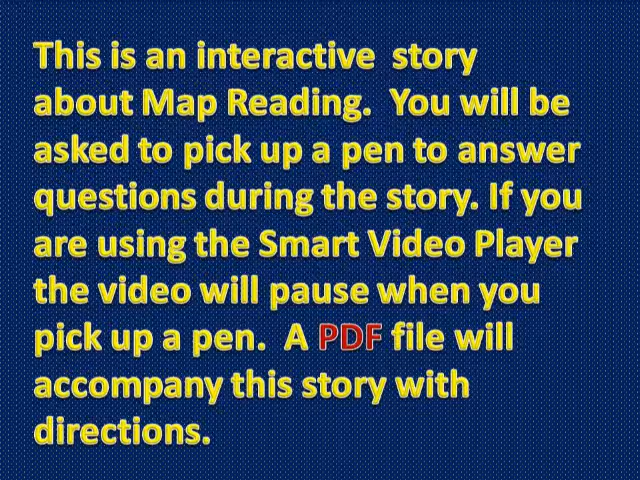 This is an interactive  story
about Map Reading.  You will be
asked to pick up a pen to answer
questions during the story. If you
are using the Smart Video Player
the video will pause when you
pick up a pen.  A PDF file will
accompany this story with
directions.